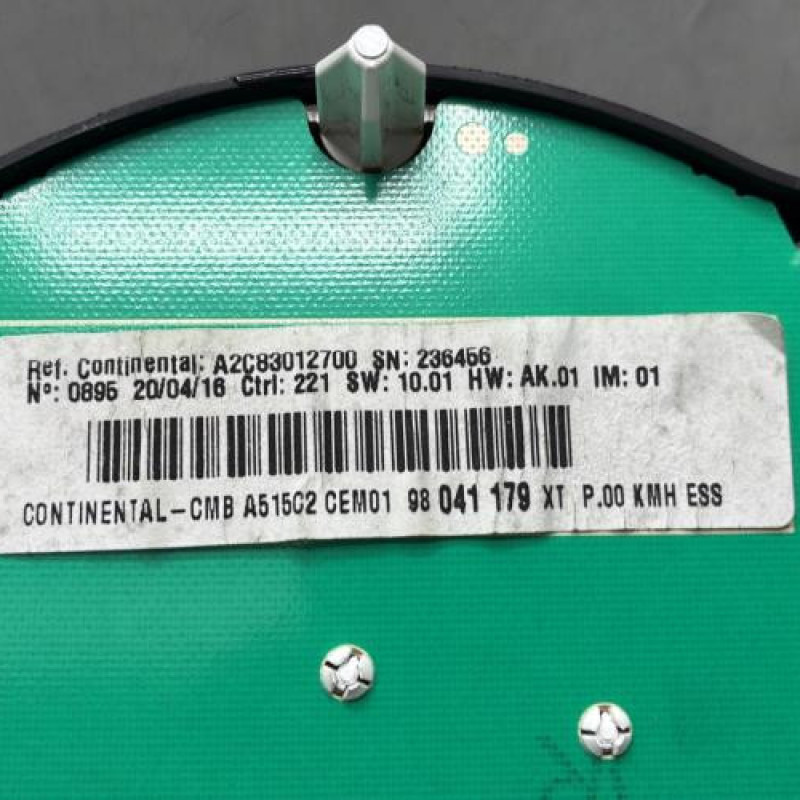 Ref. Continental: A2C83012700 SN: 236456
Nº: 0895 20/04/16 Ctrl: 221 SW: 10.01 HW: AK.01 IM: 01
CONTINENTAL-CMB A515C2 CEM01 98 041 179 XT P.00 KMH ESS